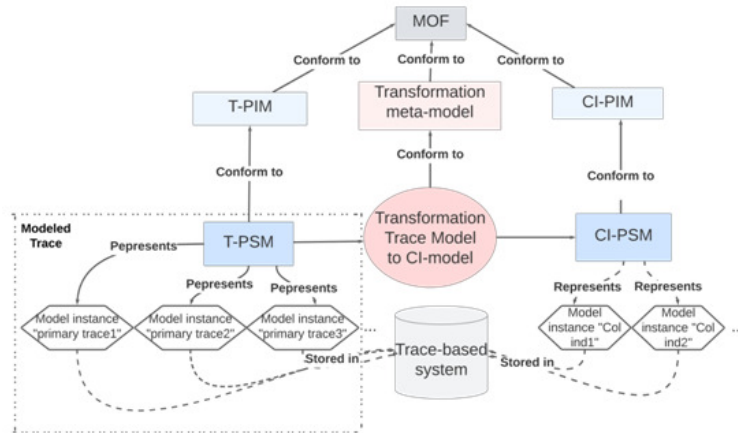 MOF
Conform to
Conform to
Conform to
T-PIM
Transformation
meta-model
CI-PIM
Conform to
Conform to
Conform to
Modeled
Trace
T-PSM
Transformation
Trace Model
to CI-model
CI-PSM
Pepresents
Pepresents
Pepresents
Represents
Represents
Model instance
"primary trace1"
Model instance
"primary trace2"
Model instance
"primary trace3"
...
Model
instance "Col
ind1"
Model
instance "Col
ind2"
...
Stored in
Trace-based
system
Stored in